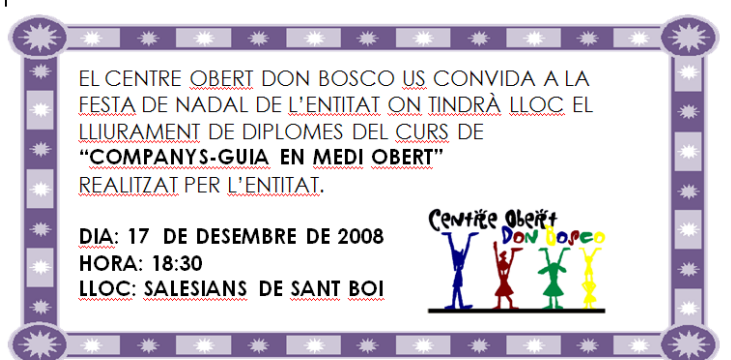 EL CENTRE OBERT DON BOSCO US CONVIDA A LA
FESTA DE NADAL DE L'ENTITAT ON TINDRÀ LLOC EL
LLIURAMENT DE DIPLOMES DEL CURS DE
“COMPANYS-GUIA EN MEDI OBERT”
REALITZAT PER L'ENTITAT.
DIA: 17 DE DESEMBRE DE 2008
HORA: 18:30
LLOC: SALESIANS DE SANT BOI
Centre Obert
Don Bosco